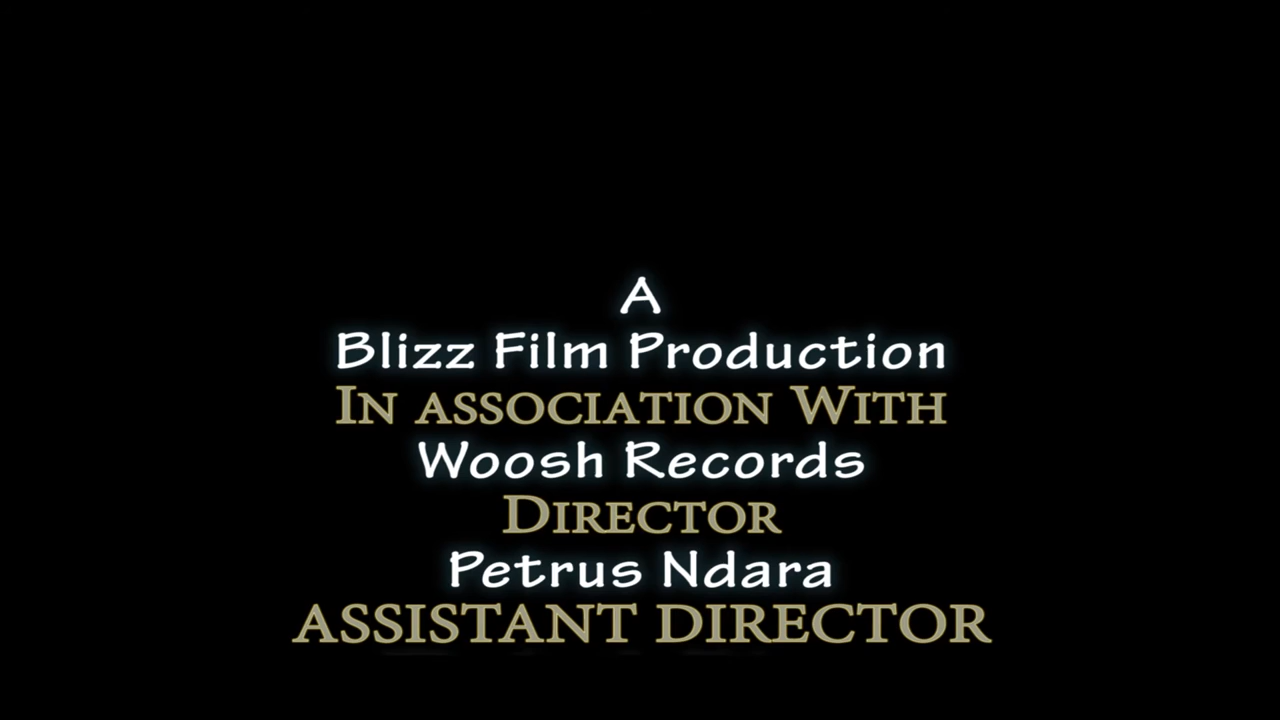 A
Blizz Film Production
In association With
Woosh Records
Director
Petrus Ndara
ASSISTANT DIRECTOR